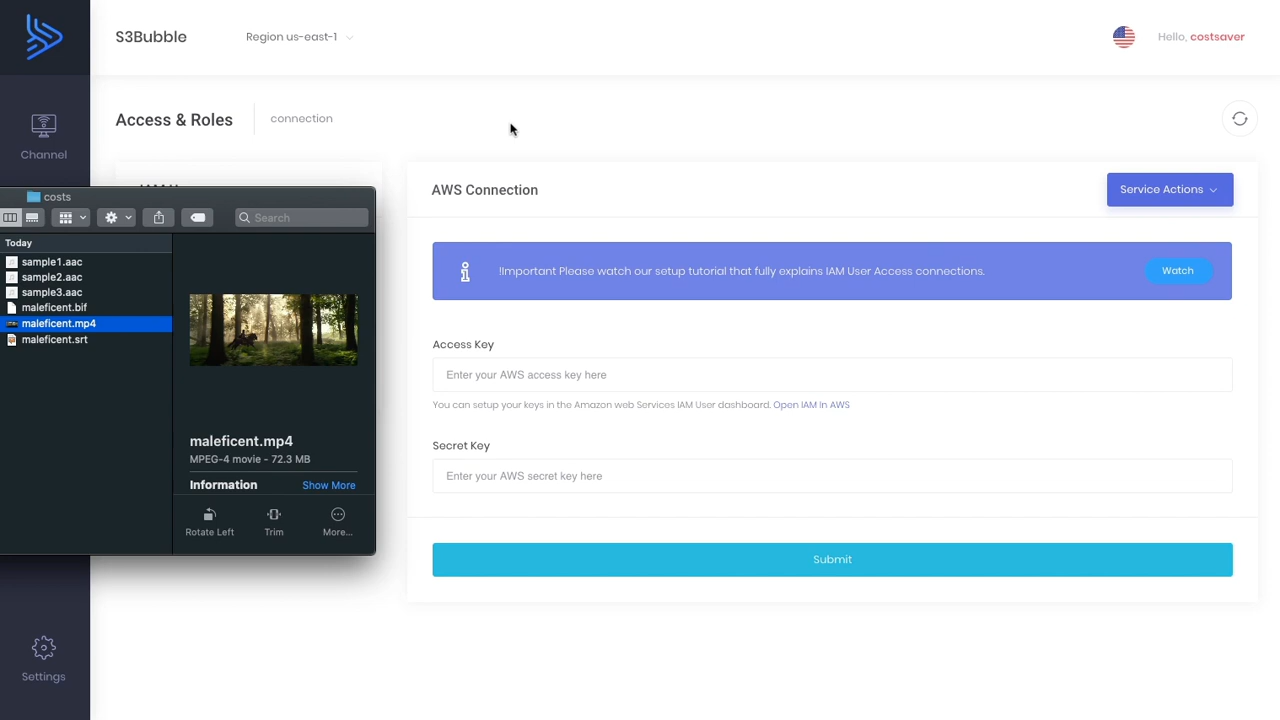 S3Bubble
Region us-east-1
Hello, costsaver
Channel
Access & Roles
connection
costs
Search
Today
sample1.aac
sample2.aac
sample3.aac
maleficent.bif
maleficent.mp4
maleficent.srt
maleficent.mp4
MPEG-4 movie - 72.3 MB
Information
Show More
Rotate Left
Trim
More...
AWS Connection
Service Actions
!Important Please watch our setup tutorial that fully explains IAM User Access connections.
Watch
Access Key
Enter your AWS access key here
You can setup your keys in the Amazon web Services IAM User dashboard. Open IAM In AWS
Secret Key
Enter your AWS secret key here
Submit
Settings